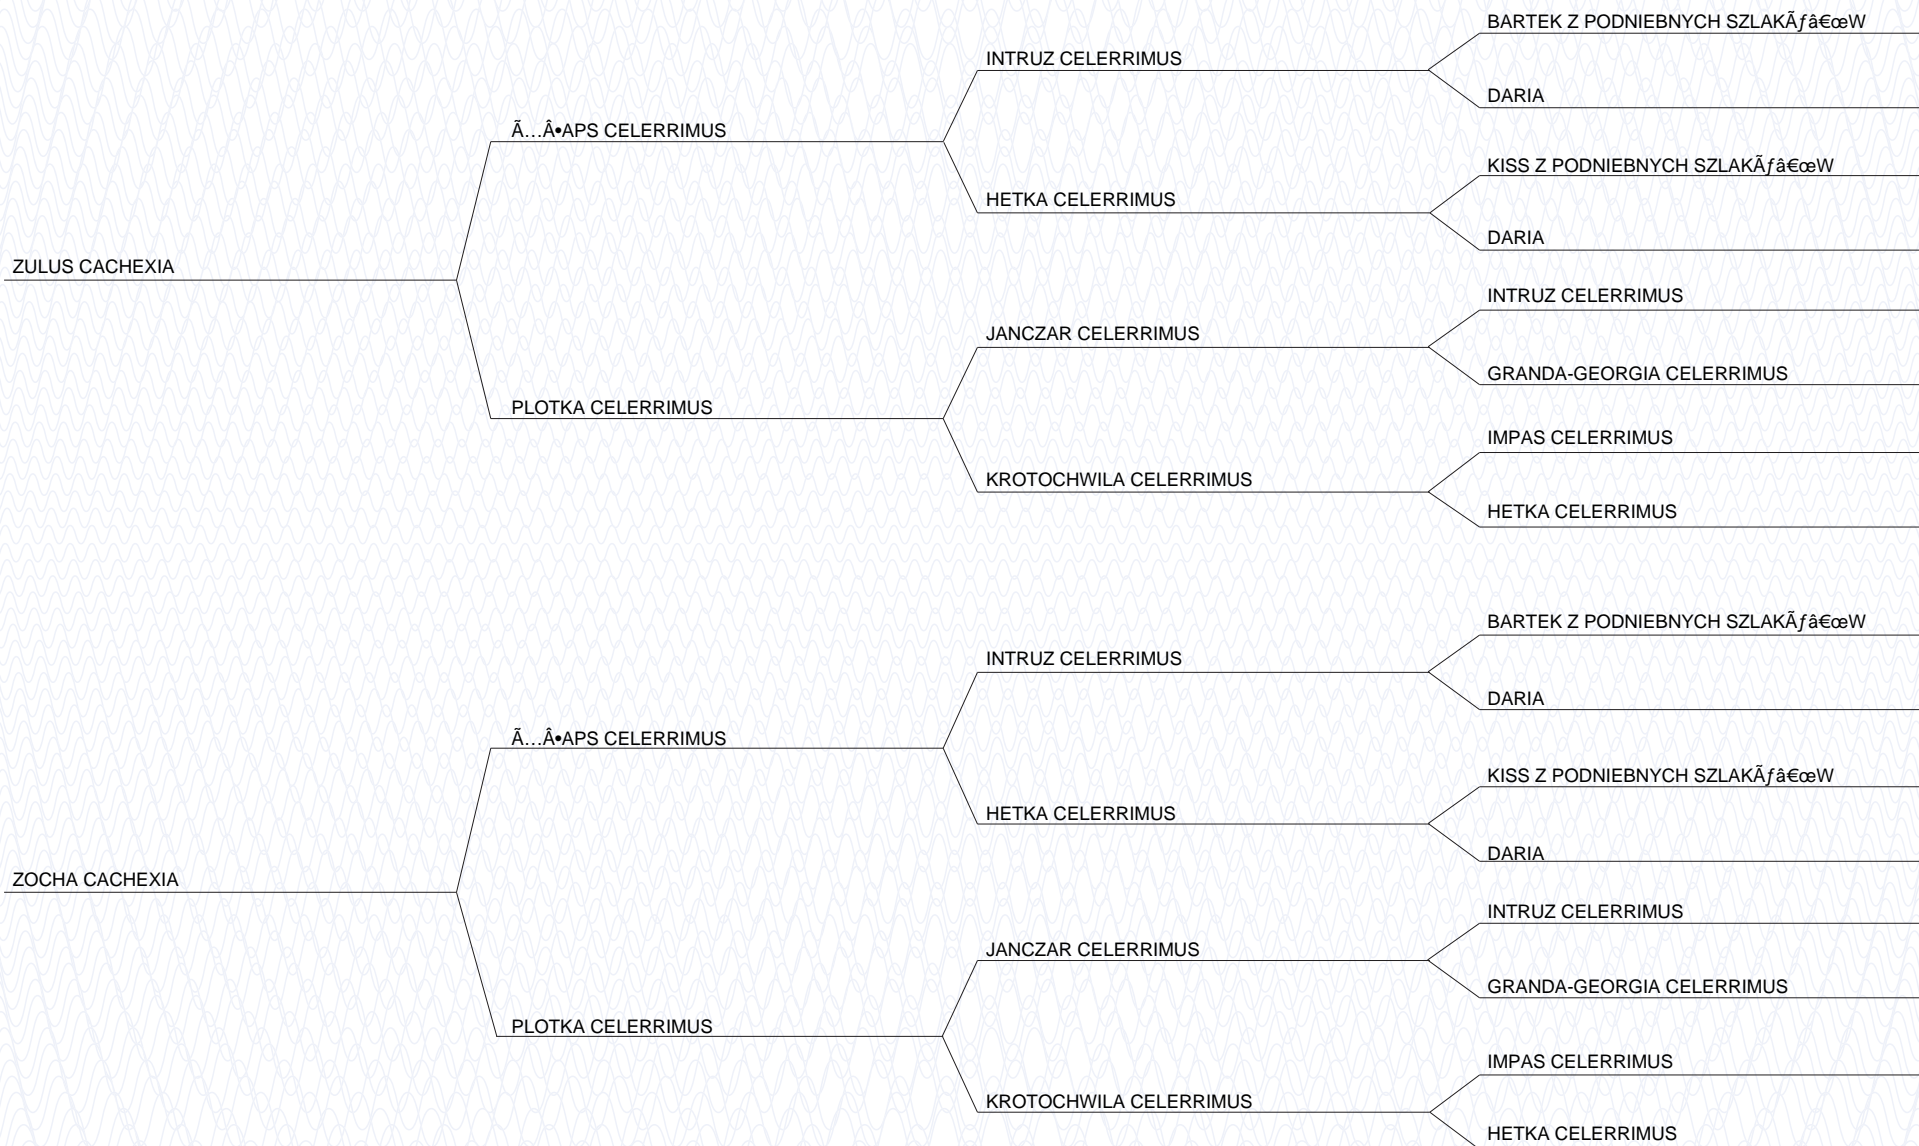 BARTEK Z PODNIEBNYCH SZLAKÃƒâ€œW
INTRUZ CELERRIMUS
DARIA
Ã…Â•APS CELERRIMUS
KISS Z PODNIEBNYCH SZLAKÃƒâ€œW
HETKA CELERRIMUS
DARIA
ZULUS CACHEXIA
INTRUZ CELERRIMUS
JANCZAR CELERRIMUS
GRANDA-GEORGIA CELERRIMUS
PLOTKA CELERRIMUS
IMPAS CELERRIMUS
KROTOCHWILA CELERRIMUS
HETKA CELERRIMUS
BARTEK Z PODNIEBNYCH SZLAKÃƒâ€œW
INTRUZ CELERRIMUS
DARIA
Ã…Â•APS CELERRIMUS
KISS Z PODNIEBNYCH SZLAKÃƒâ€œW
HETKA CELERRIMUS
DARIA
ZOCHA CACHEXIA
INTRUZ CELERRIMUS
JANCZAR CELERRIMUS
GRANDA-GEORGIA CELERRIMUS
PLOTKA CELERRIMUS
IMPAS CELERRIMUS
KROTOCHWILA CELERRIMUS
HETKA CELERRIMUS